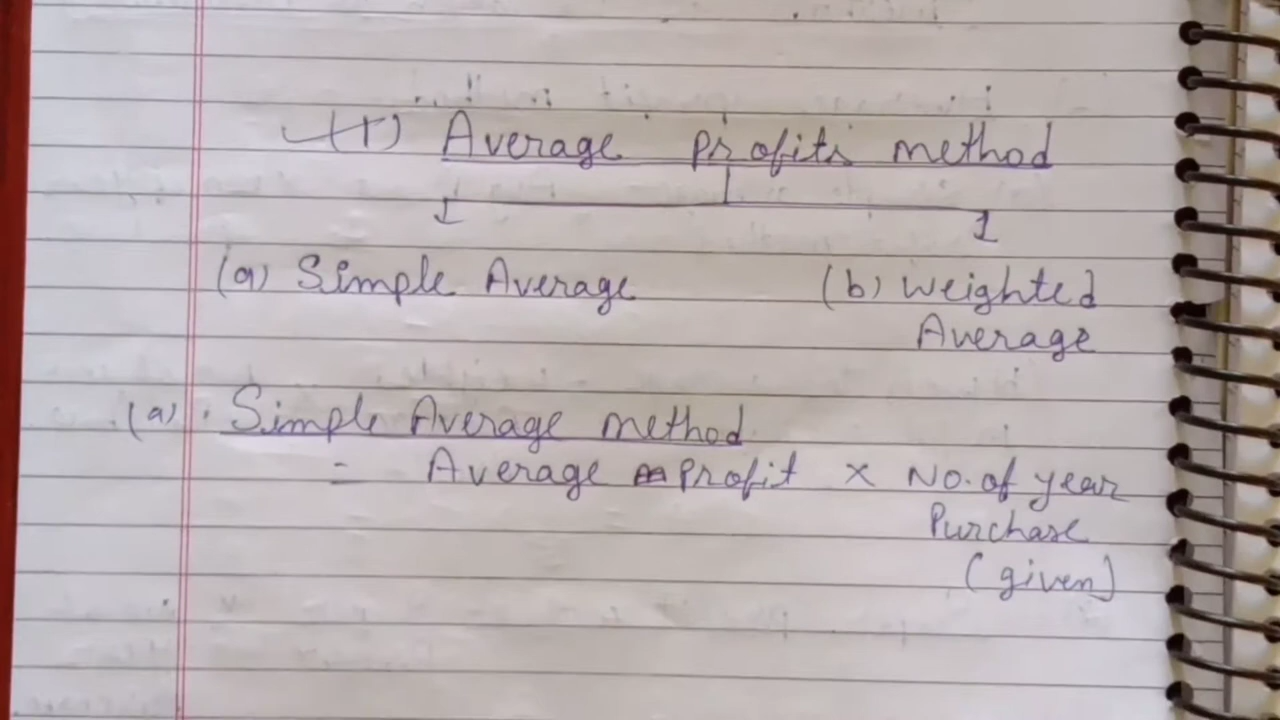 (1) Average profits method
(a) Simple Average (b) Weighted
Average
(a) Simple Average method
= Average Profit × No. of year
Purchase
(given)